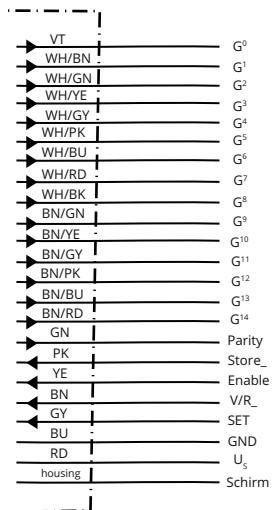 VT G⁰
WH/BN G¹
WH/GN G²
WH/YE G³
WH/GY G⁴
WH/PK G⁵
WH/BU G⁶
WH/RD G⁷
WH/BK G⁸
BN/GN G⁹
BN/YE G¹⁰
BN/GY G¹¹
BN/PK G¹²
BN/BU G¹³
BN/RD G¹⁴
GN Parity
PK Store_
YE Enable
BN V/R_
GY SET
BU GND
RD Uₛ
housing Schirm